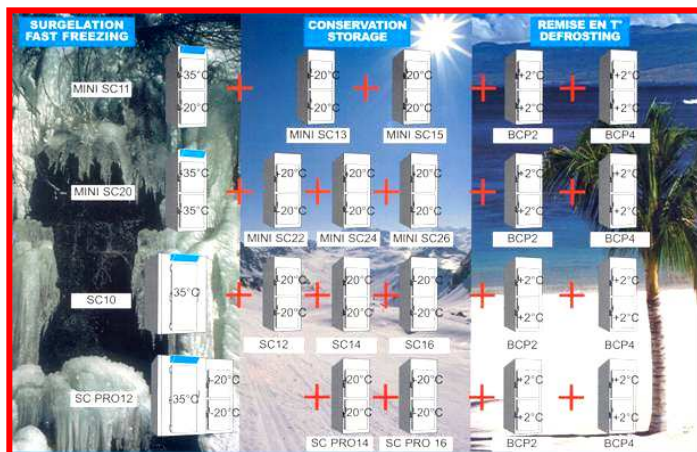 SURGELATION
FAST FREEZING
CONSERVATION
STORAGE
REMISE EN T°
DEFROSTING
MINI SC11
-35°C
-20°C
-20°C
-20°C
-20°C
-20°C
+2°C
+2°C
+2°C
+2°C
MINI SC13
MINI SC15
BCP2
BCP4
MINI SC20
-35°C
-35°C
-20°C
-20°C
-20°C
-20°C
-20°C
-20°C
+2°C
+2°C
+2°C
+2°C
MINI SC22
MINI SC24
MINI SC26
BCP2
BCP4
SC10
-35°C
-20°C
-20°C
-20°C
-20°C
-20°C
-20°C
+2°C
+2°C
+2°C
+2°C
SC12
SC14
SC16
BCP2
BCP4
SC PRO12
-35°C
-20°C
-20°C
-20°C
-20°C
-20°C
-20°C
+2°C
+2°C
+2°C
+2°C
SC PRO14
SC PRO 16
BCP2
BCP4